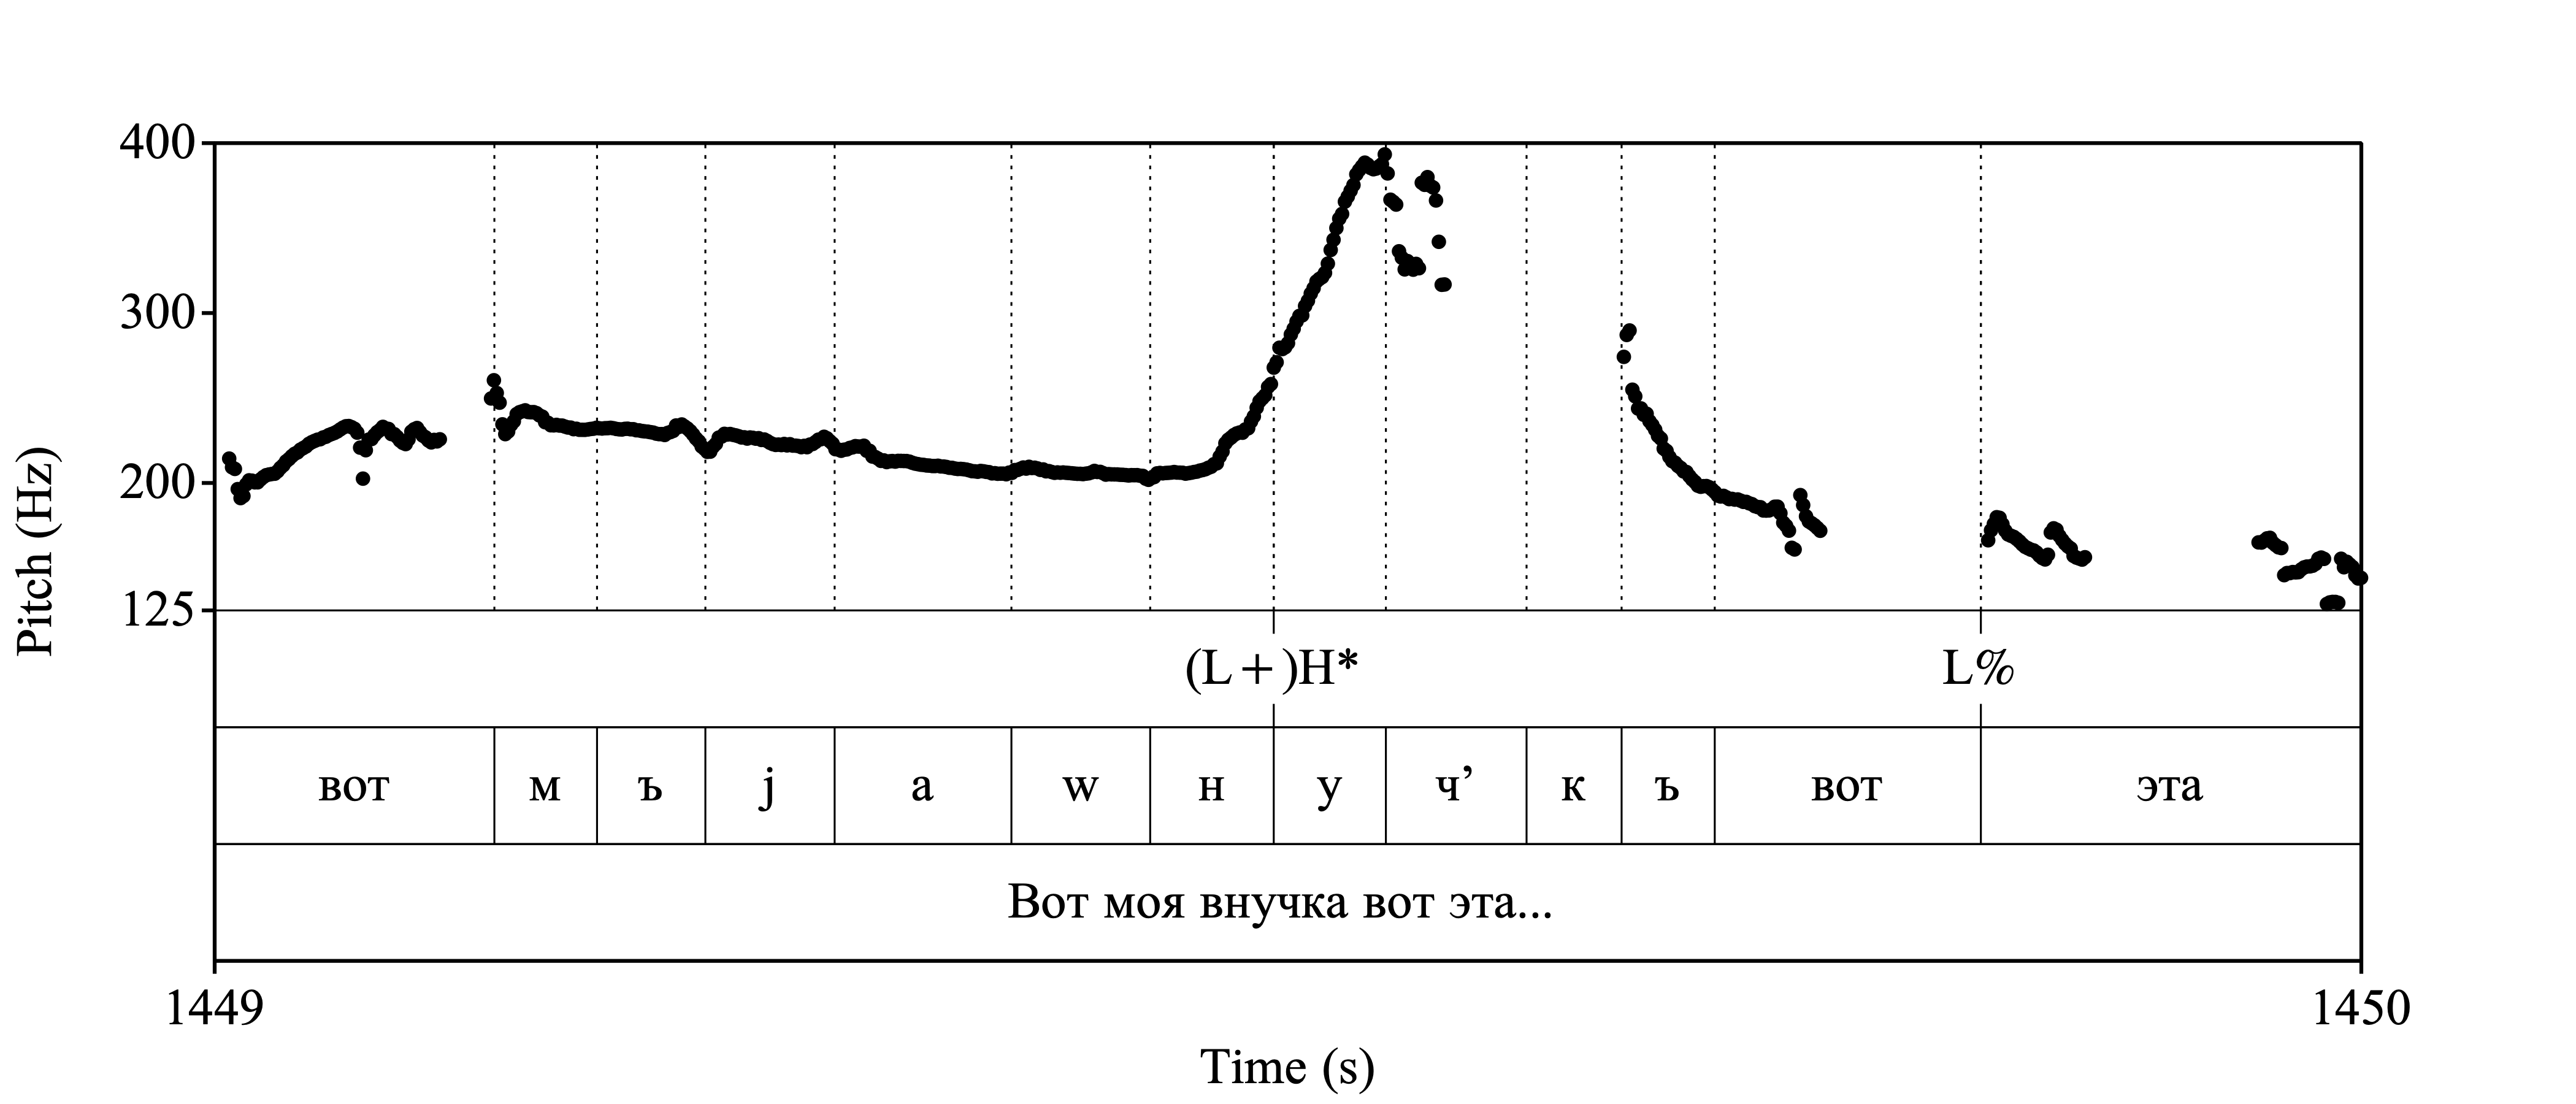 400
300
200
125
Pitch (Hz)
(L+)H* L%
вот м ъ j а w н у ч’ к ъ вот эта
Вот моя внучка вот эта...
1449 1450
Time (s)